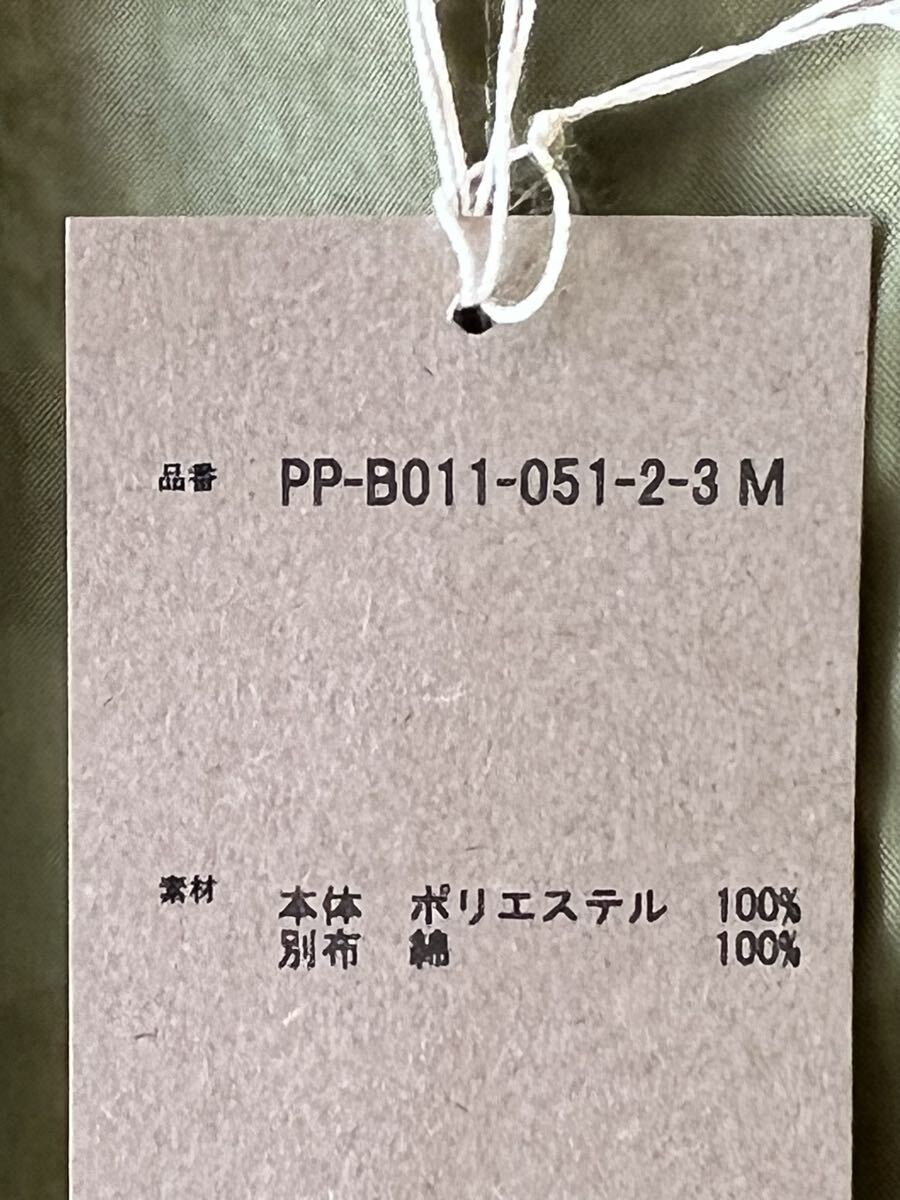 品番 PP-B011-051-2-3 M
素材 本体 ポリエステル 100%
別布 綿 100%